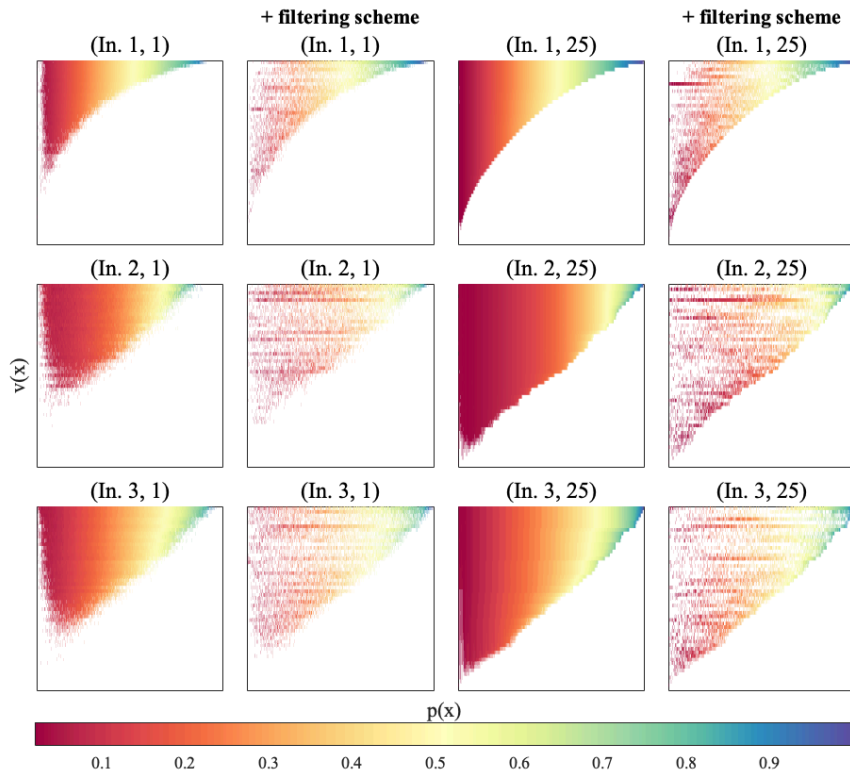 + filtering scheme + filtering scheme
(In. 1, 1) (In. 1, 1) (In. 1, 25) (In. 1, 25)
(In. 2, 1) (In. 2, 1) (In. 2, 25) (In. 2, 25)
v(x)
(In. 3, 1) (In. 3, 1) (In. 3, 25) (In. 3, 25)
p(x)
0.1 0.2 0.3 0.4 0.5 0.6 0.7 0.8 0.9